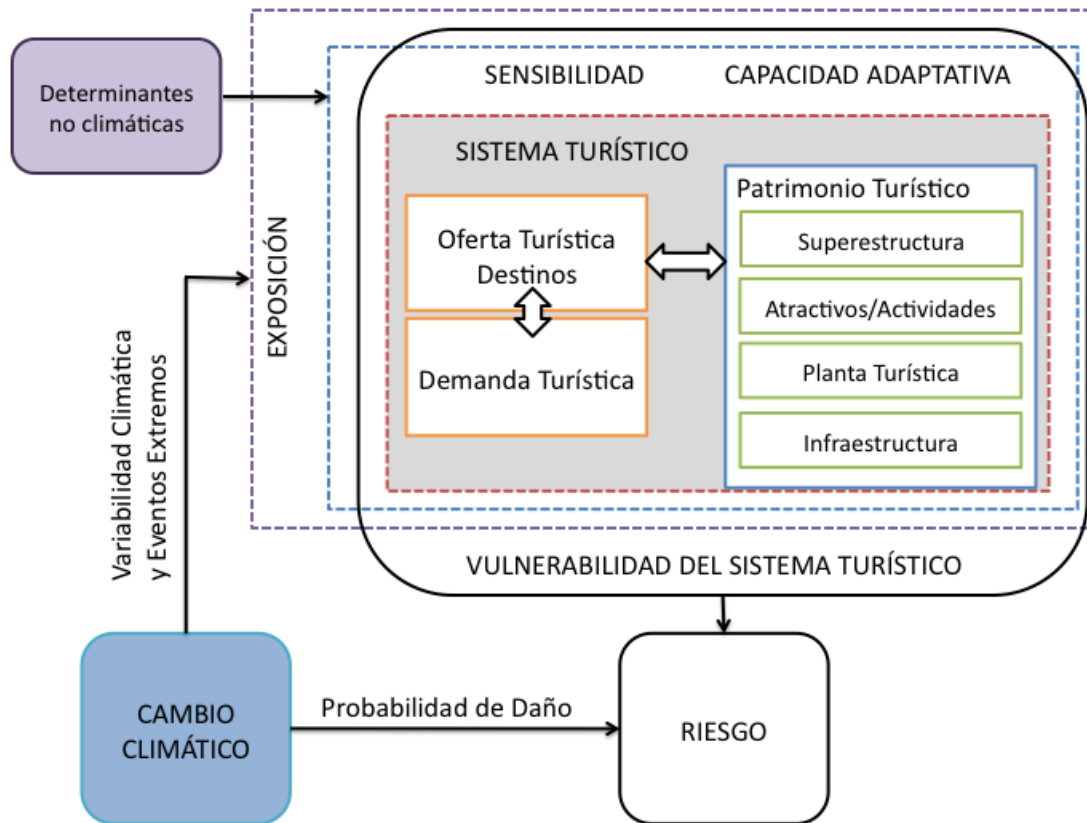 Determinantes
no climáticas
SENSIBILIDAD
CAPACIDAD ADAPTATIVA
SISTEMA TURÍSTICO
Oferta Turística
Destinos
Demanda Turística
Patrimonio Turístico
Superestructura
Atractivos/Actividades
Planta Turística
Infraestructura
EXPOSICIÓN
Variabilidad Climática
y Eventos Extremos
VULNERABILIDAD DEL SISTEMA TURÍSTICO
CAMBIO
CLIMÁTICO
Probabilidad de Daño
RIESGO